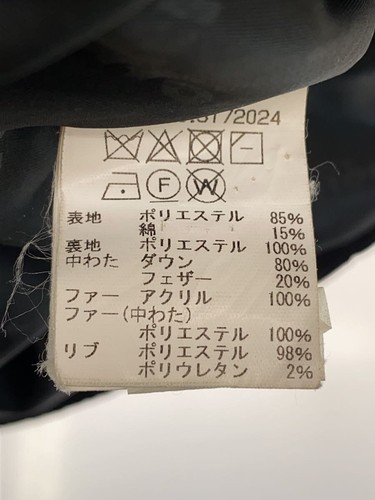 /2024
F
W
表地 ポリエステル 85%
綿 15%
裏地 ポリエステル 100%
中わた ダウン 80%
フェザー 20%
ファー アクリル 100%
ファー(中わた)
ポリエステル 100%
リブ ポリエステル 98%
ポリウレタン 2%